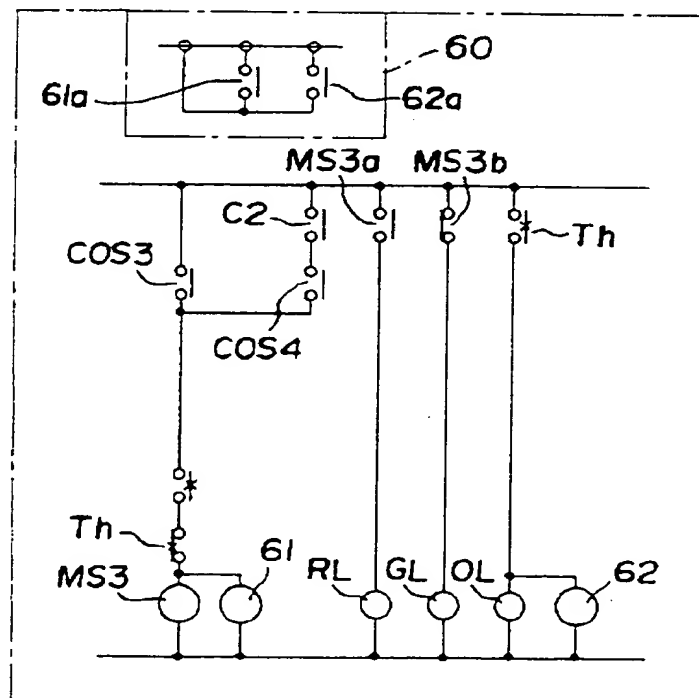 60
61a
62a
MS3a
MS3b
C2
Th
COS3
COS4
Th
MS3
61
RL
GL
OL
62